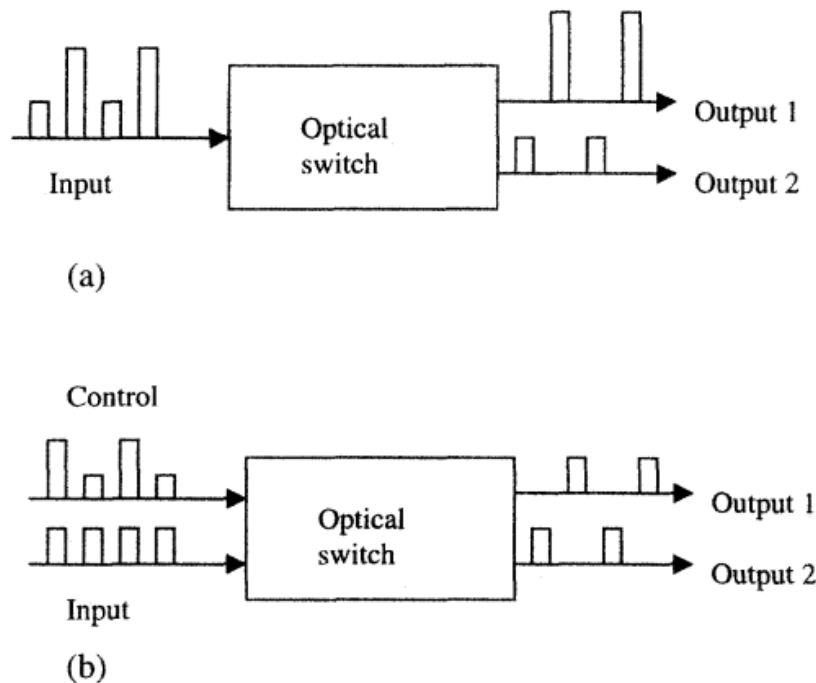 Input
Optical
switch
Output 1
Output 2
(a)
Control
Input
Optical
switch
Output 1
Output 2
(b)